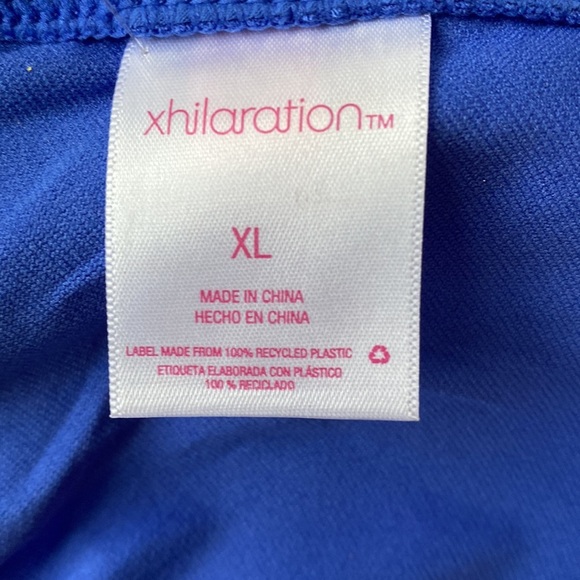 xhilaration™
XL
MADE IN CHINA
HECHO EN CHINA
LABEL MADE FROM 100% RECYCLED PLASTIC
ETIQUETA ELABORADA CON PLÁSTICO
100 % RECICLADO